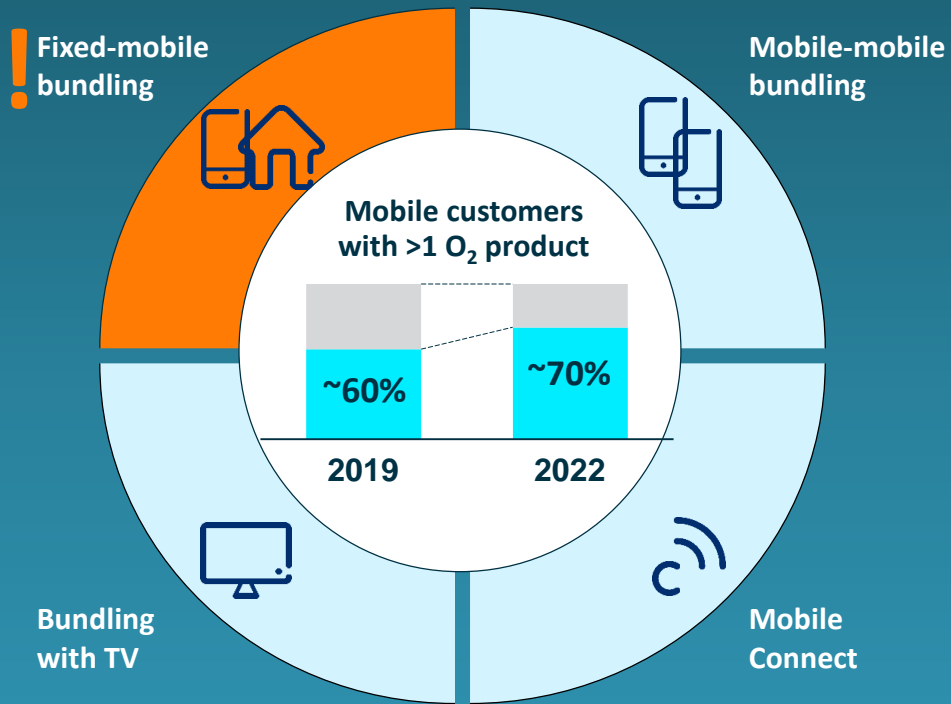 !
Fixed-mobile
bundling
Mobile-mobile
bundling
Mobile customers
with >1 O₂ product
~60%
~70%
2019
2022
Bundling
with TV
Mobile
Connect